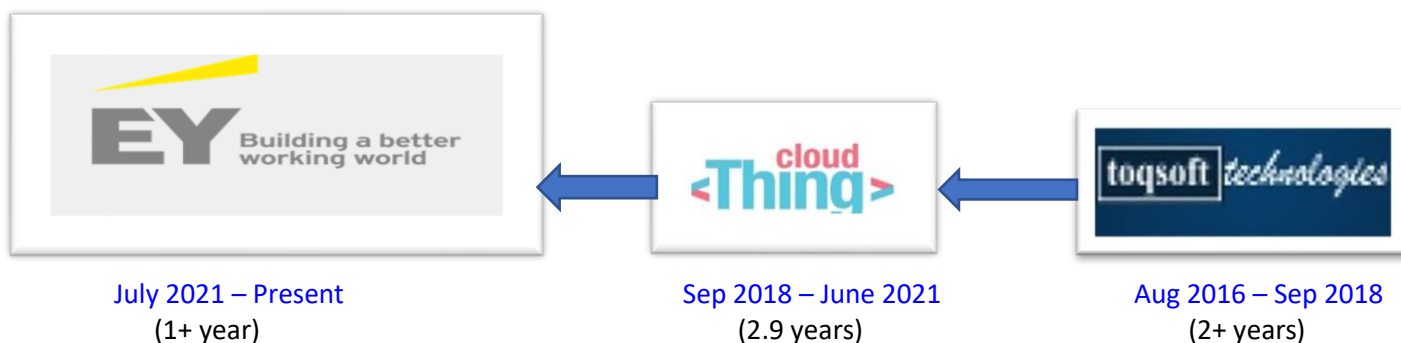 EY Building a better
working world
cloud
<Thing>
toqsoft technologies
July 2021 – Present
(1+ year)
Sep 2018 – June 2021
(2.9 years)
Aug 2016 – Sep 2018
(2+ years)